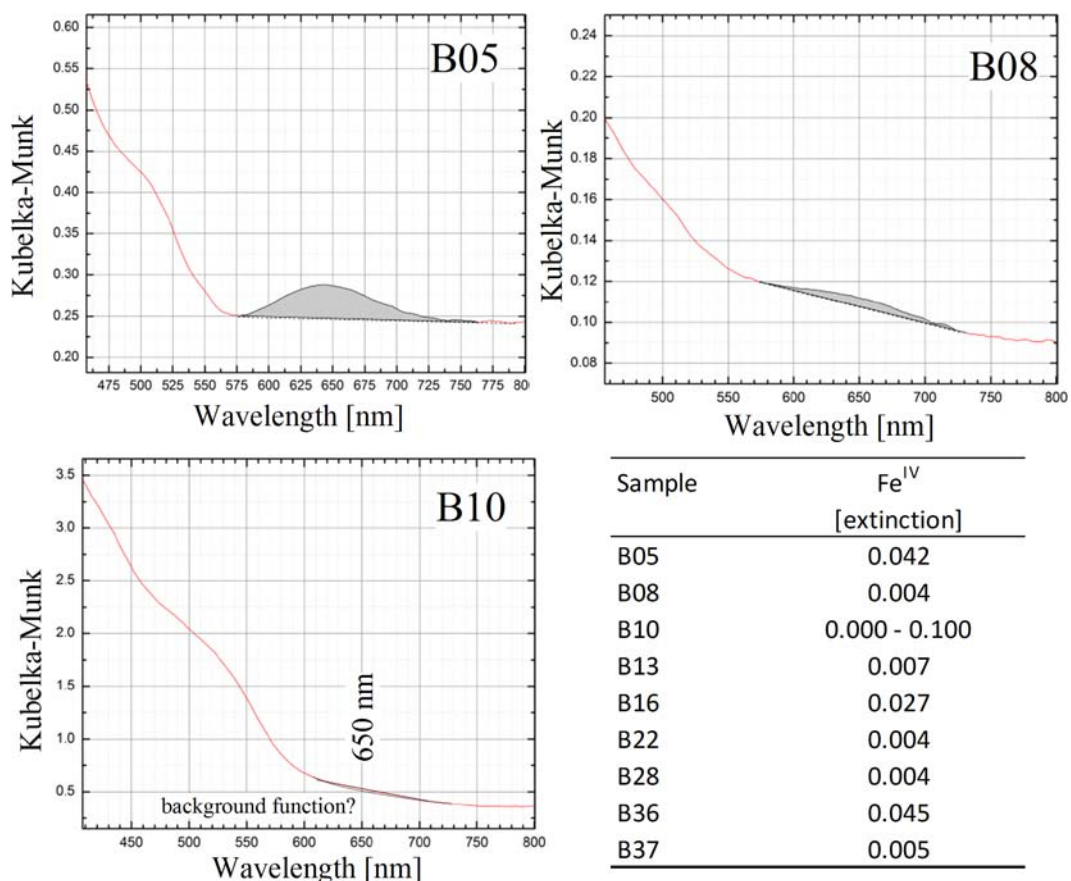 B05
Kubelka-Munk
0.60
0.55
0.50
0.45
0.40
0.35
0.30
0.25
0.20
475 500 525 550 575 600 625 650 675 700 725 750 775 80
Wavelength [nm]
B08
Kubelka-Munk
0.24
0.22
0.20
0.18
0.16
0.14
0.12
0.10
0.08
500 550 600 650 700 750 800
Wavelength [nm]
B10
Kubelka-Munk
3.5
3.0
2.5
2.0
1.5
1.0
0.5
650 nm
background function?
450 500 550 600 650 700 750 800
Wavelength [nm]
Sample Fe^IV
[extinction]
B05 0.042
B08 0.004
B10 0.000 - 0.100
B13 0.007
B16 0.027
B22 0.004
B28 0.004
B36 0.045
B37 0.005